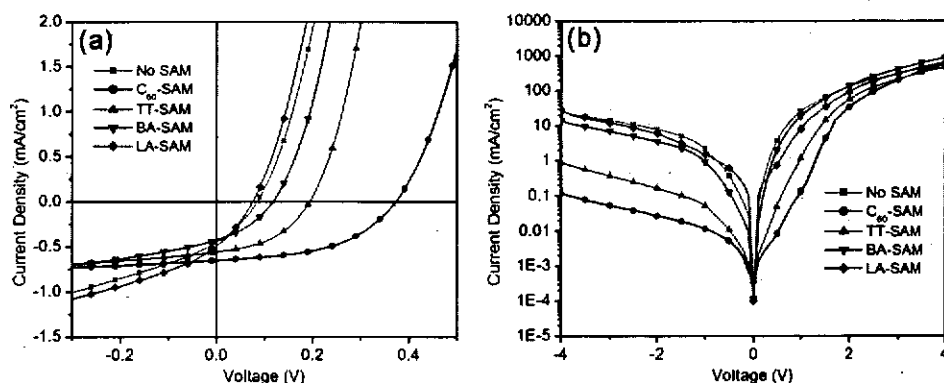 (a)
No SAM
C60-SAM
TT-SAM
BA-SAM
LA-SAM
2.0
1.5
1.0
0.5
0.0
-0.5
-1.0
-1.5
-0.2
0.0
0.2
0.4
Current Density (mA/cm²)
Voltage (V)
(b)
No SAM
C60-SAM
TT-SAM
BA-SAM
LA-SAM
10000
1000
100
10
1
0.1
0.01
1E-3
1E-4
1E-5
-4
-2
0
2
4
Current Density (mA/cm²)
Voltage (V)